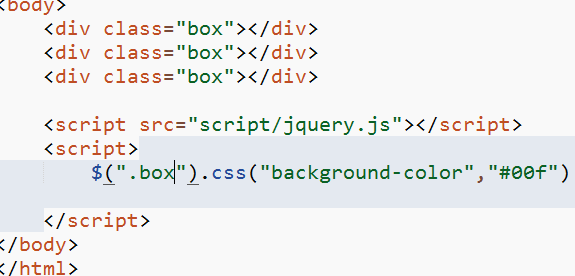 <body>
<div class="box"></div>
<div class="box"></div>
<div class="box"></div>
<script src="script/jquery.js"></script>
<script>
$(".box").css("background-color","#00f")
</script>
</body>
</html>